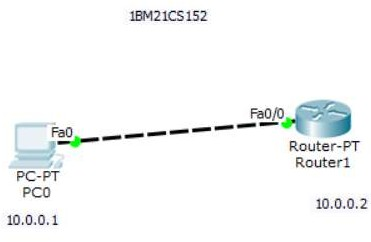 1BM21CS152
Fa0
Fa0/0
PC-PT
PC0
Router-PT
Router1
10.0.0.1
10.0.0.2